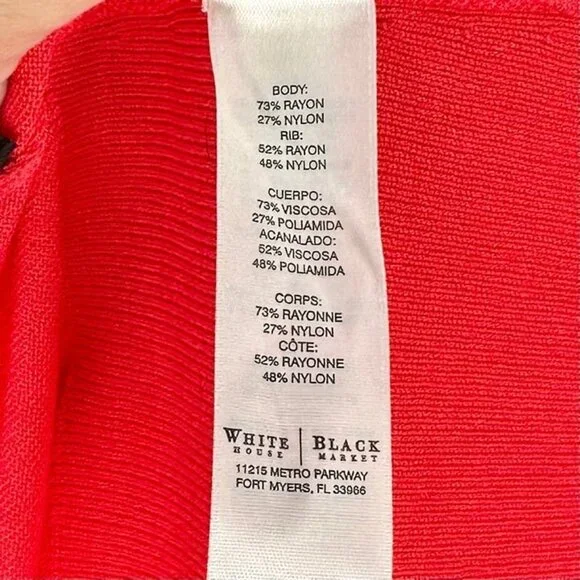 BODY:
73% RAYON
27% NYLON
RIB:
52% RAYON
48% NYLON
CUERPO:
73% VISCOSA
27% POLIAMIDA
ACANALADO:
52% VISCOSA
48% POLIAMIDA
CORPS:
73% RAYONNE
27% NYLON
CÔTE:
52% RAYONNE
48% NYLON
WHITE | BLACK
HOUSE | MARKET
11215 METRO PARKWAY
FORT MYERS, FL 33966